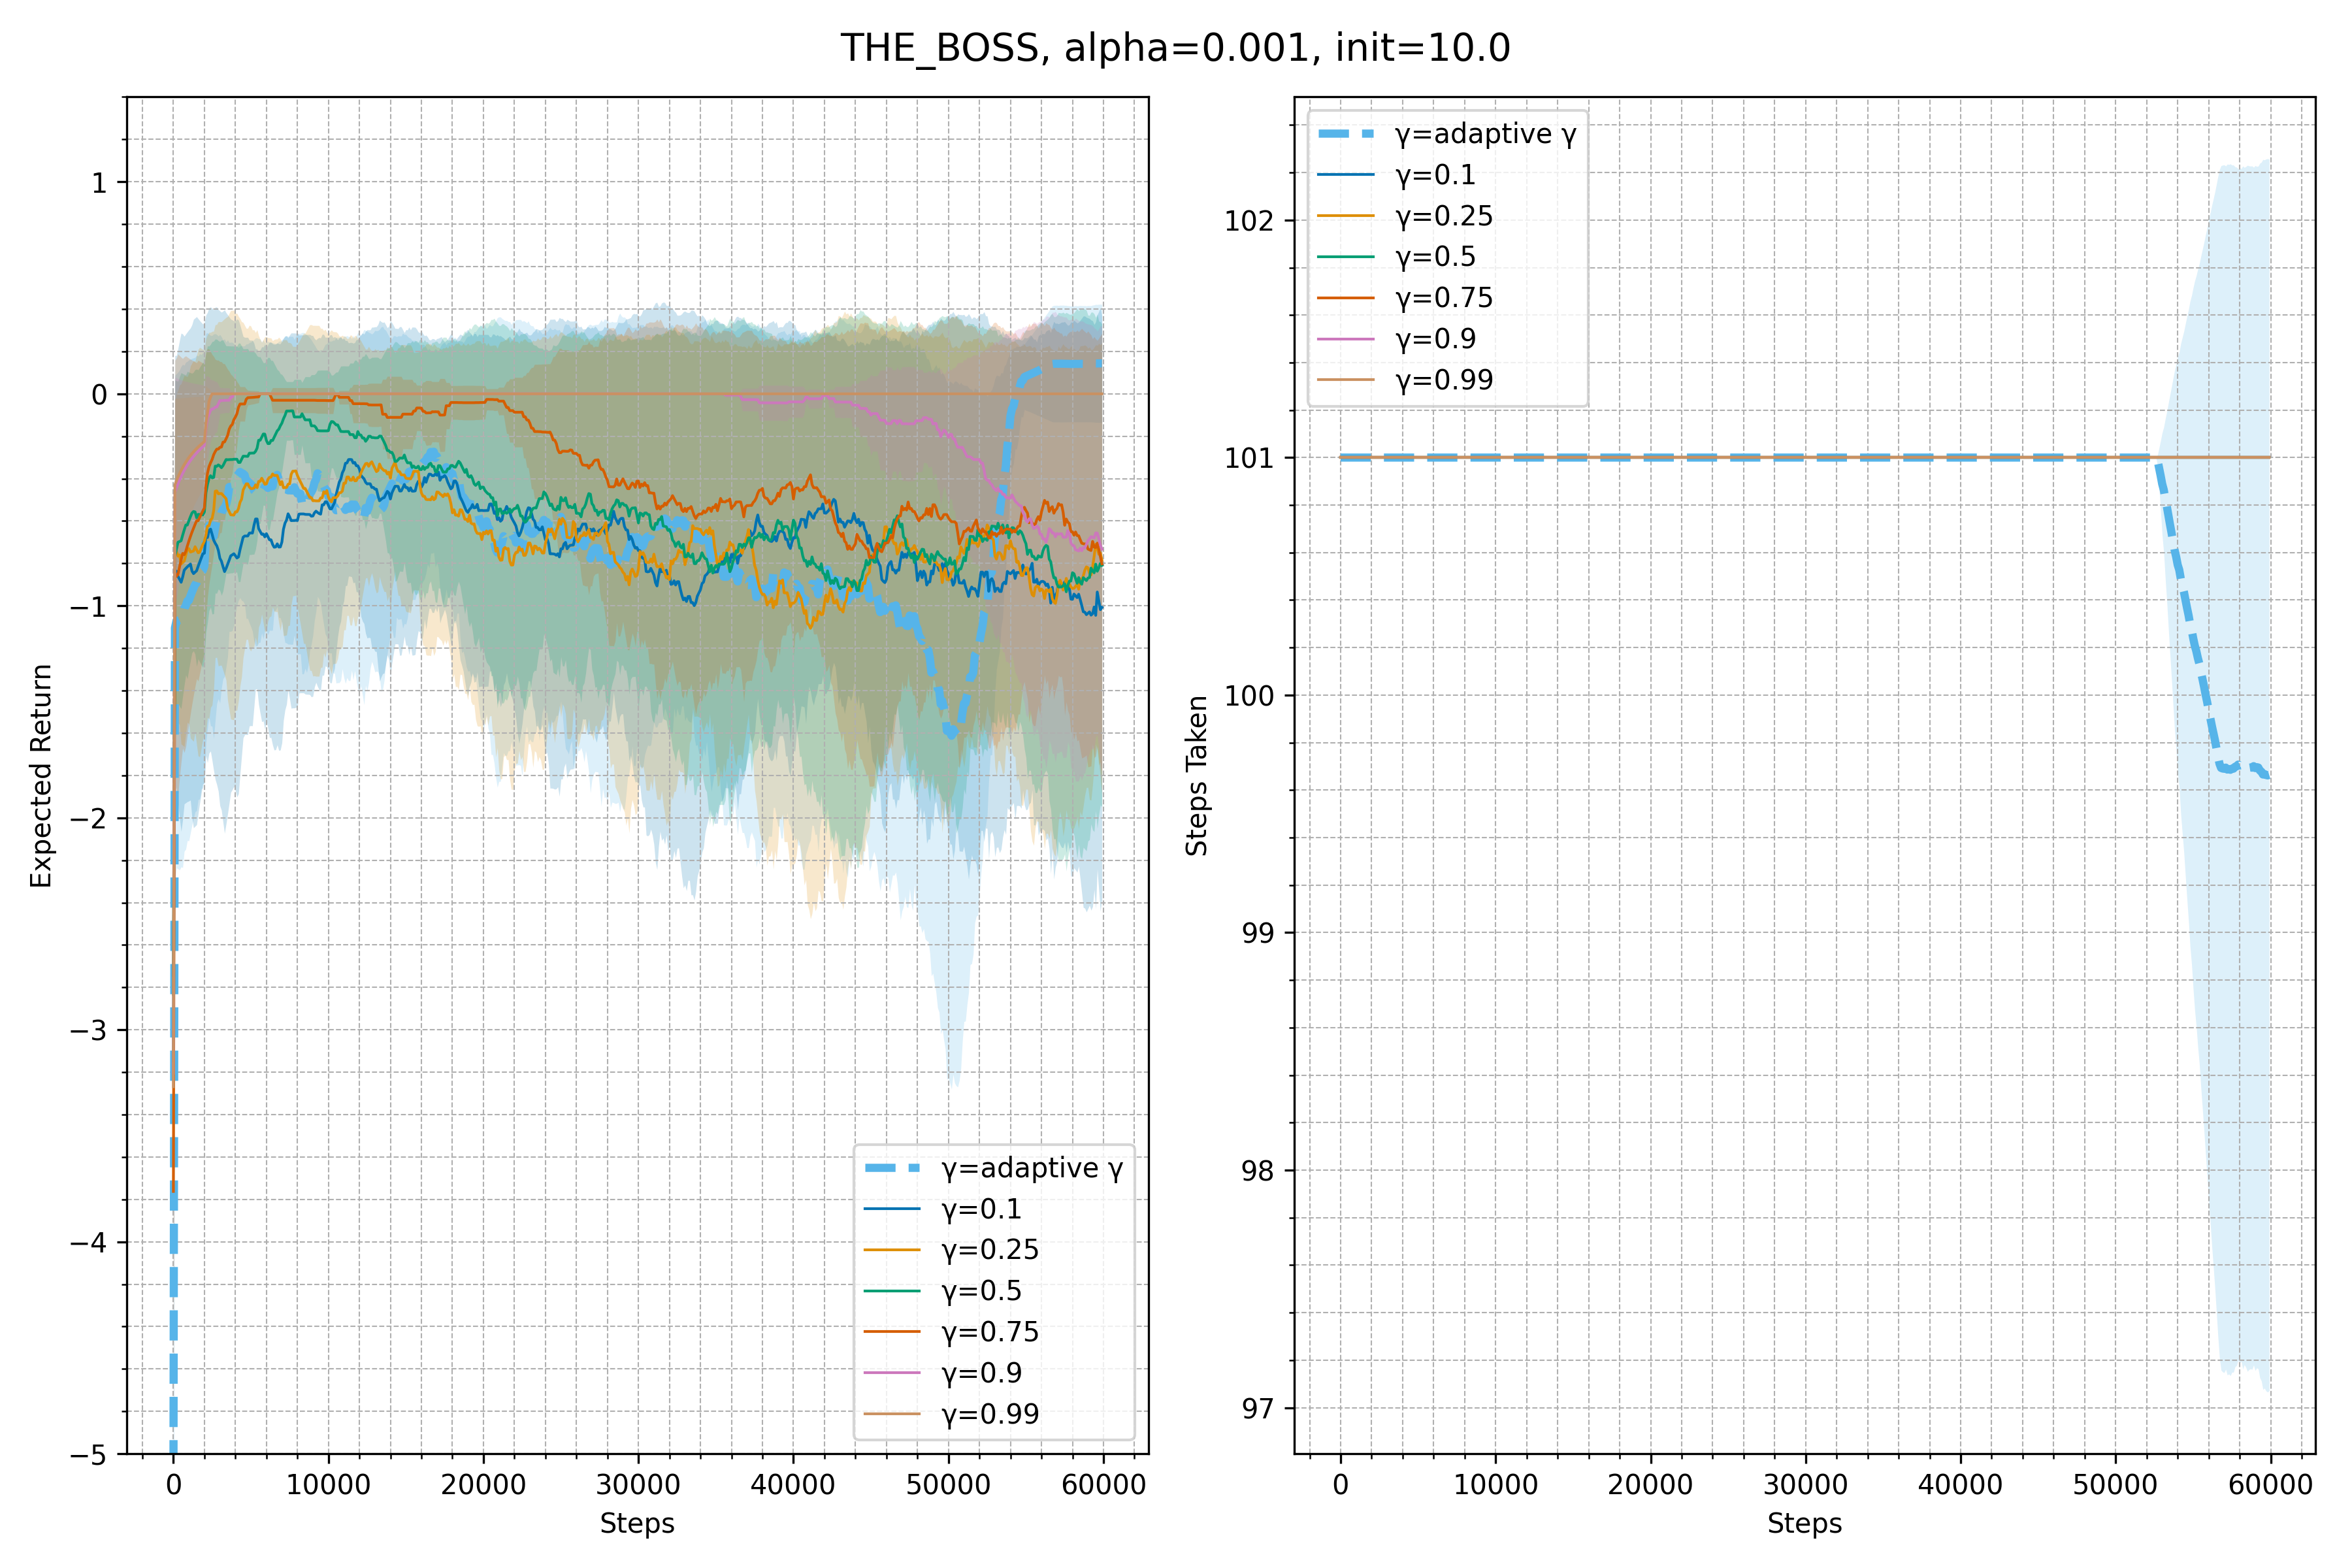 THE_BOSS, alpha=0.001, init=10.0
Expected Return
1
0
−1
−2
−3
−4
−5
0 10000 20000 30000 40000 50000 60000
Steps
γ=adaptive γ
γ=0.1
γ=0.25
γ=0.5
γ=0.75
γ=0.9
γ=0.99
Steps Taken
102
101
100
99
98
97
0 10000 20000 30000 40000 50000 60000
Steps
γ=adaptive γ
γ=0.1
γ=0.25
γ=0.5
γ=0.75
γ=0.9
γ=0.99